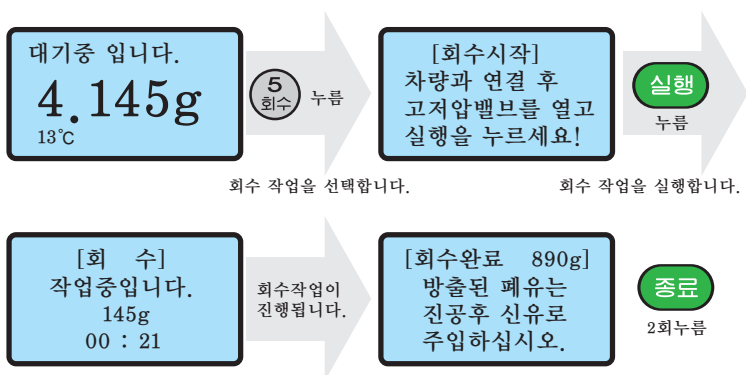 대기중 입니다.
4.145g
13℃
5
회수
누름
[회수시작]
차량과 연결 후
고저압밸브를 열고
실행을 누르세요!
실행
누름
회수 작업을 선택합니다.
회수 작업을 실행합니다.
[회 수]
작업중입니다.
145g
00 : 21
회수작업이
진행됩니다.
[회수완료 890g]
방출된 폐유는
진공후 신유로
주입하십시오.
종료
2회누름